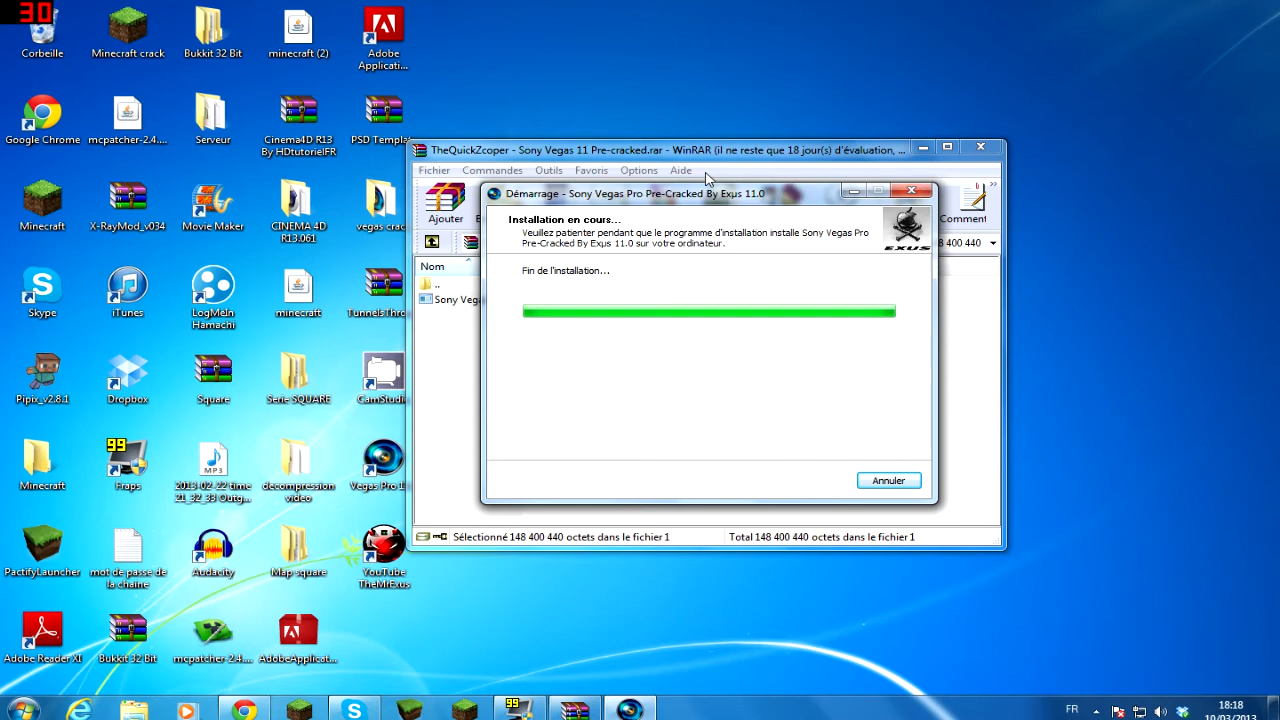 30
Corbeille
Minecraft crack
Bukkit 32 Bit
minecraft (2)
Adobe
Applicati...
Google Chrome
mcpatcher-2.4....
Serveur
Cinema4D R13
By HDtutorielFR
PSD Templat
Minecraft
X-RayMod_v034
Movie Maker
CINEMA 4D
R13.061
vegas crac
Skype
iTunes
LogMeIn
Hamachi
minecraft
TunnelsThro
Pipix_v2.8.1
Dropbox
Square
Serie SQUARE
CamStudi
99
Minecraft
Fraps
MP3
2013-02-22 time
21_32_33 Outg...
decompression
video
Vegas Pro 1
PactifyLauncher
mot de passe de
la chaine
Audacity
Map square
YouTube
TheMrExus
Adobe Reader XI
Bukkit 32 Bit
mcpatcher-2.4....
AdobeApplicat...
TheQuickZcoper - Sony Vegas 11 Pre-cracked.rar - WinRAR (il ne reste que 18 jour(s) d'évaluation, ...
Fichier Commandes Outils Favoris Options Aide
Ajouter
Comment
8 400 440
Nom
..
Sony Vega
Démarrage - Sony Vegas Pro Pre-Cracked By Exus 11.0
Installation en cours...
Veuillez patienter pendant que le programme d'installation installe Sony Vegas Pro
Pre-Cracked By Exus 11.0 sur votre ordinateur.
EXUS
Fin de l'installation...
Annuler
Sélectionné 148 400 440 octets dans le fichier 1
Total 148 400 440 octets dans le fichier 1
99
FR
18:18
10/03/2013